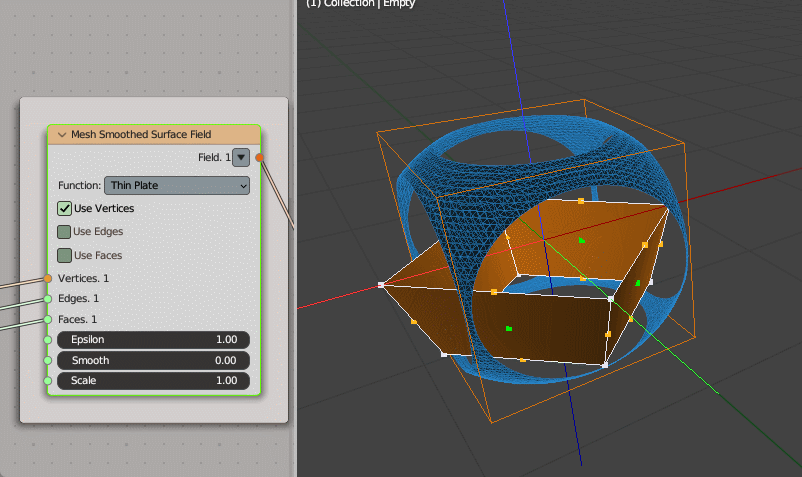 (1) Collection | Empty
Mesh Smoothed Surface Field
Field. 1
Function: Thin Plate
Use Vertices
Use Edges
Use Faces
Vertices. 1
Edges. 1
Faces. 1
Epsilon 1.00
Smooth 0.00
Scale 1.00